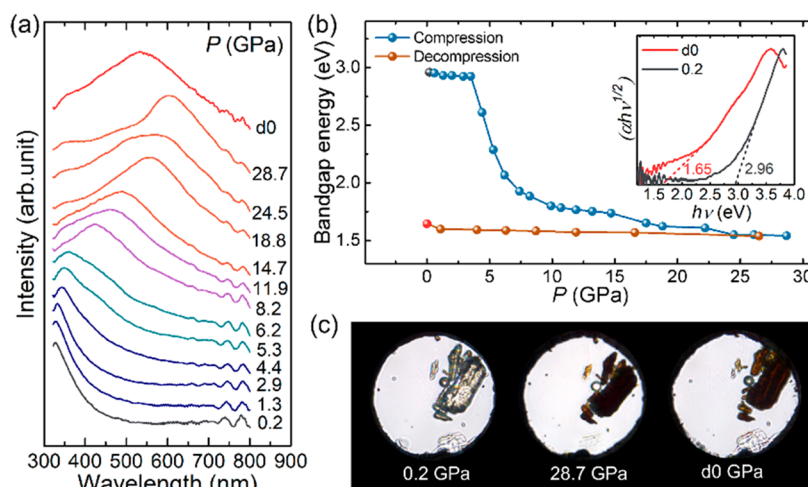 (a)
P (GPa)
d0
28.7
24.5
18.8
14.7
11.9
8.2
6.2
5.3
4.4
2.9
1.3
0.2
Intensity (arb.unit)
300 400 500 600 700 800 900
Wavelength (nm)
(b)
Compression
Decompression
Bandgap energy (eV)
3.0
2.5
2.0
1.5
0 5 10 15 20 25 30
P (GPa)
d0
0.2
(αhν^1/2)
1.65
2.96
1.5 2.0 2.5 3.0 3.5 4.0
hν (eV)
(c)
0.2 GPa
28.7 GPa
d0 GPa